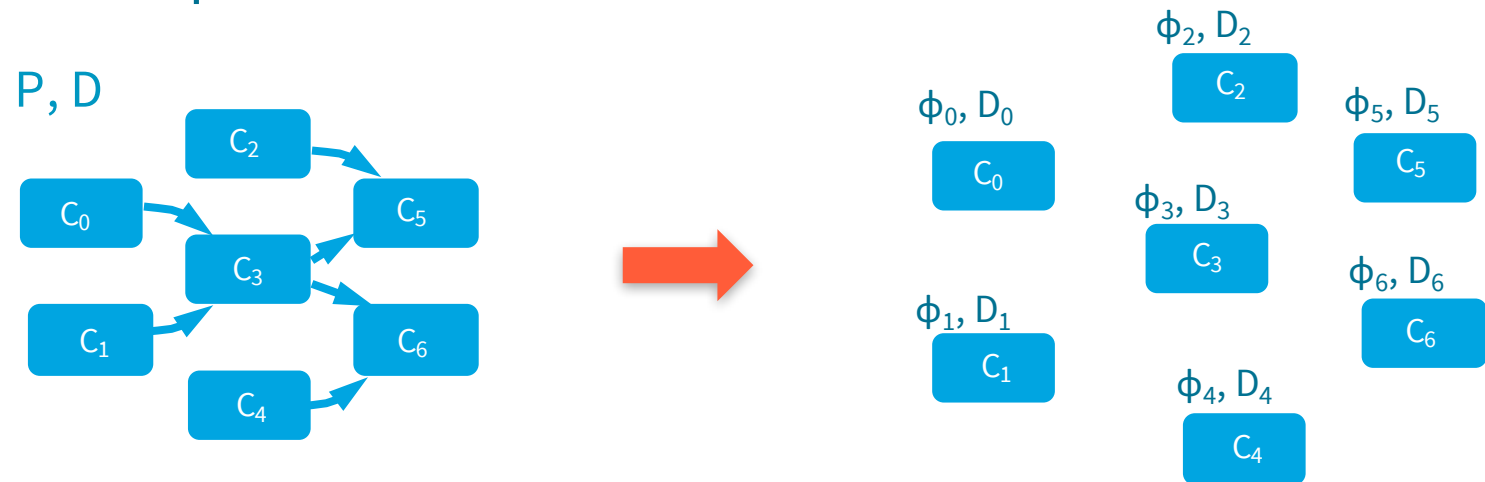 P, D
C₂
C₀
C₅
C₃
C₁
C₆
C₄
ϕ₂, D₂
C₂
ϕ₀, D₀
C₀
ϕ₅, D₅
C₅
ϕ₃, D₃
C₃
ϕ₆, D₆
C₆
ϕ₁, D₁
C₁
ϕ₄, D₄
C₄